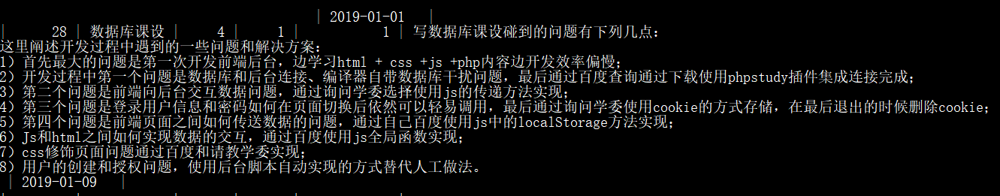 | 2019-01-01 |
| 28 | 数据库课设 | 4 | 1 | 1 | 写数据库课设碰到的问题有下列几点：
这里阐述开发过程中遇到的一些问题和解决方案：
1）首先最大的问题是第一次开发前端后台，边学习html + css +js +php内容边开发效率偏慢；
2）开发过程中第一个问题是数据库和后台连接、编译器自带数据库干扰问题，最后通过百度查询通过下载使用phpstudy插件集成连接完成；
3）第二个问题是前端向后台交互数据问题，通过询问学委选择使用js的传递方法实现；
4）第三个问题是登录用户信息和密码如何在页面切换后依然可以轻易调用，最后通过询问学委使用cookie的方式存储，在最后退出的时候删除cookie；
5）第四个问题是前端页面之间如何传送数据的问题，通过自己百度使用js中的localStorage方法实现；
6）Js和html之间如何实现数据的交互，通过百度使用js全局函数实现；
7）css修饰页面问题通过百度和请教学委实现；
8）用户的创建和授权问题，使用后台脚本自动实现的方式替代人工做法。
| 2019-01-09 |